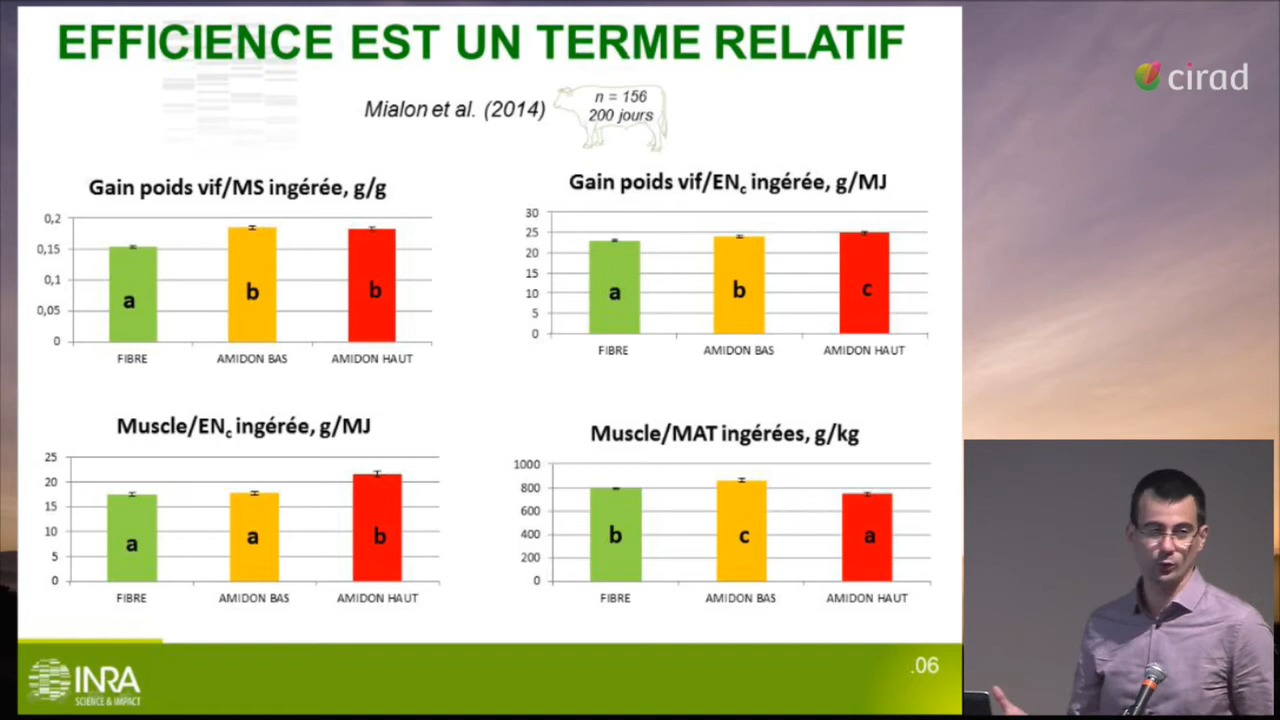 EFFICIENCE EST UN TERME RELATIF
cirad
Mialon et al. (2014)
n = 156
200 jours
Gain poids vif/MS ingérée, g/g
0,2
0,15
0,1
0,05
0
a
b
b
FIBRE
AMIDON BAS
AMIDON HAUT
Gain poids vif/ENc ingérée, g/MJ
30
25
20
15
10
5
0
a
b
c
FIBRE
AMIDON BAS
AMIDON HAUT
Muscle/ENc ingérée, g/MJ
25
20
15
10
5
0
a
a
b
FIBRE
AMIDON BAS
AMIDON HAUT
Muscle/MAT ingérées, g/kg
1000
800
600
400
200
0
b
c
a
FIBRE
AMIDON BAS
AMIDON HAUT
INRA
SCIENCE & IMPACT
.06